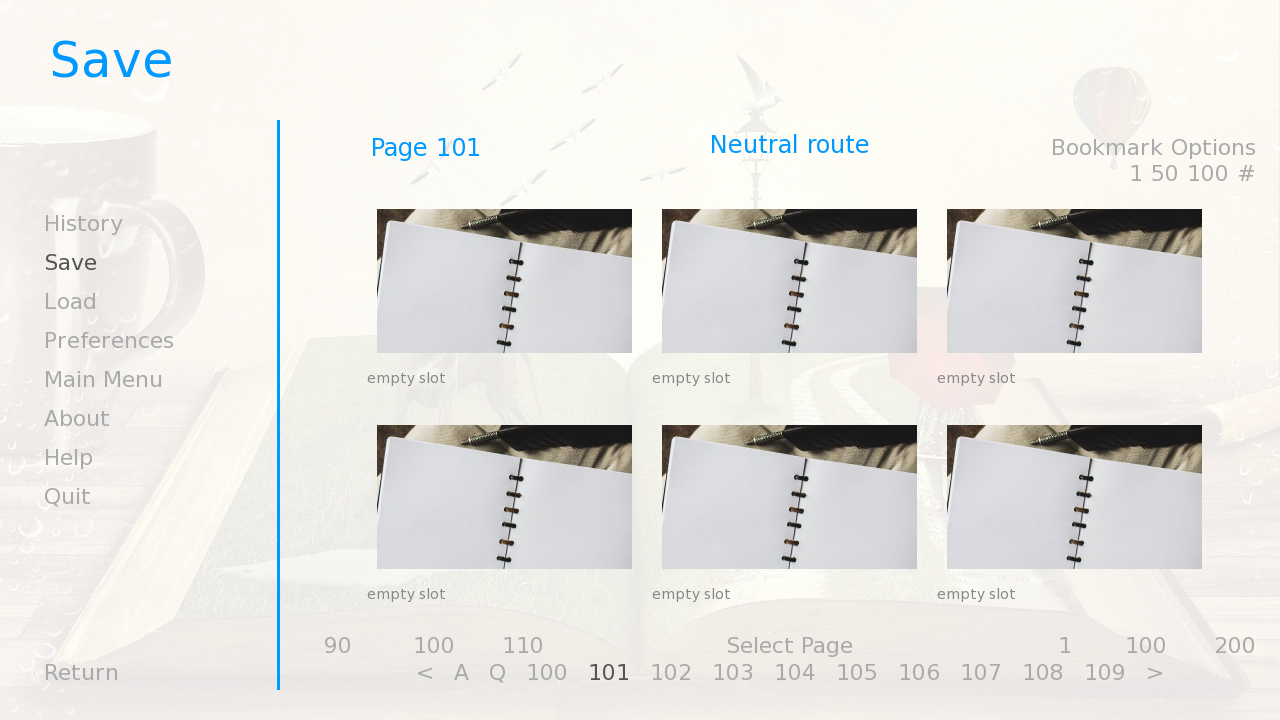 Save
Page 101
Neutral route
Bookmark Options
1 50 100 #
History
Save
Load
Preferences
Main Menu
About
Help
Quit
Return
empty slot
empty slot
empty slot
empty slot
empty slot
empty slot
90 100 110 Select Page 1 100 200
< A Q 100 101 102 103 104 105 106 107 108 109 >